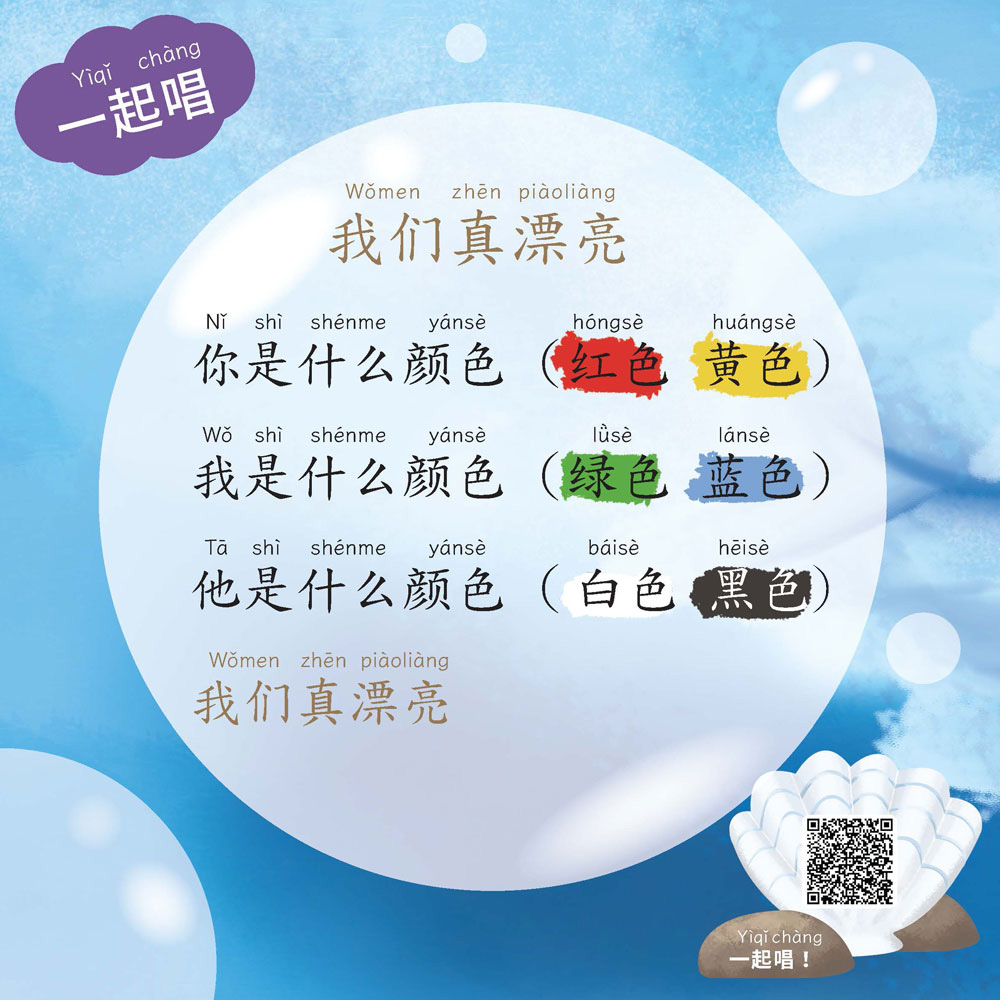 Yìqǐ chàng
一起唱
Wǒmen zhēn piàoliàng
我们真漂亮
Nǐ shì shénme yánsè hóngsè huángsè
你是什么颜色（红色 黄色）
Wǒ shì shénme yánsè lǜsè lánsè
我是什么颜色（绿色 蓝色）
Tā shì shénme yánsè báisè hēisè
他是什么颜色（白色 黑色）
Wǒmen zhēn piàoliàng
我们真漂亮
Yìqǐ chàng
一起唱！